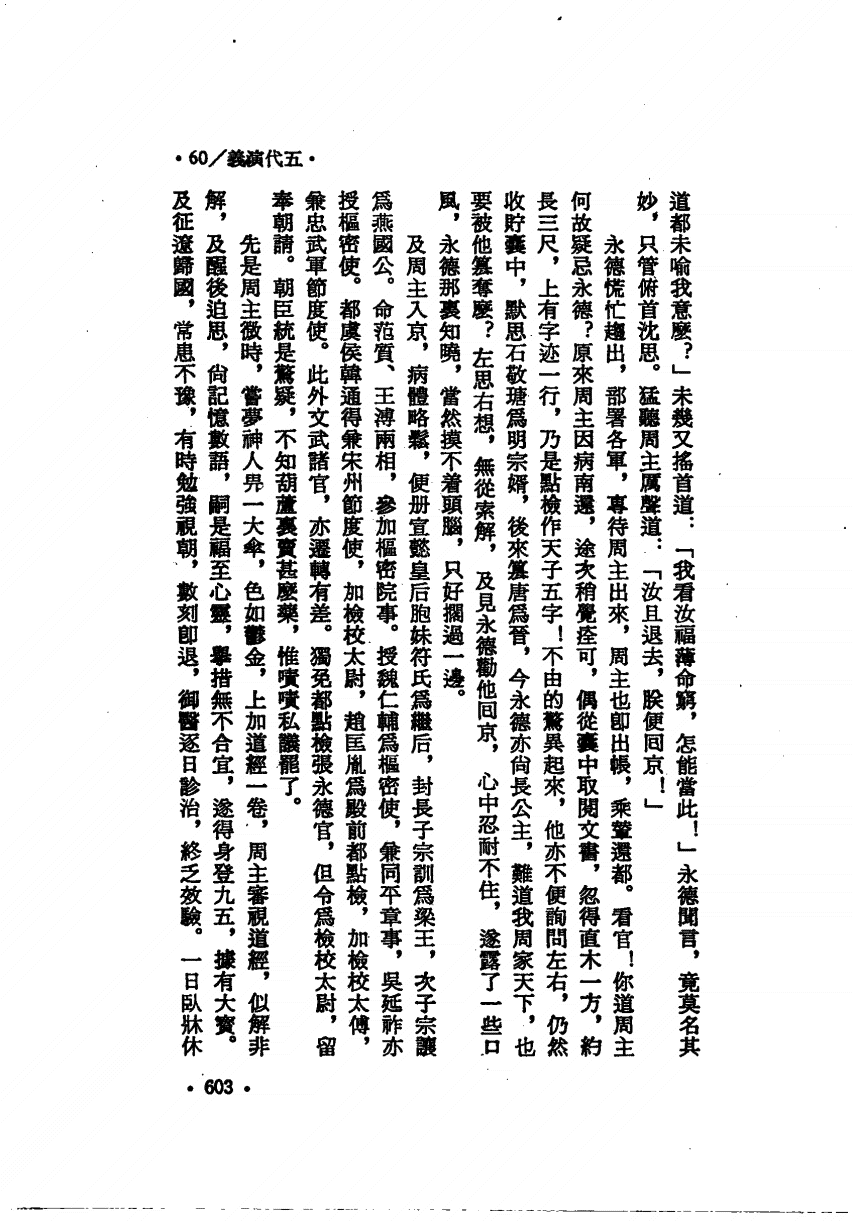 •60／義演代五•
道都未喻我意麼？」未幾又搖首道：「我看汝福薄命窮，怎能當此！」永德聞言，竟莫名其
妙，只管俯首沈思。猛聽周主厲聲道：「汝且退去，朕便囘京！」
永德慌忙趨出，部署各軍，專待周主出來，周主也卽出帳，乘輦還都。看官！你道周主
何故疑忌永德？原來周主因病南還，途次稍覺痊可，偶從囊中取閱文書，忽得直木一方，約
長三尺，上有字迹一行，乃是點檢作天子五字！不由的驚異起來，他亦不便詢問左右，仍然
收貯囊中，默思石敬瑭爲明宗婿，後來篡唐爲晉，今永德亦尙長公主，難道我周家天下，也
要被他篡奪麼？左思右想，無從索解，及見永德勸他囘京，心中忍耐不住，遂露了一些口
風，永德那裏知曉，當然摸不着頭腦，只好擱過一邊。
及周主入京，病體略鬆，便册宣懿皇后胞妹符氏爲繼后，封長子宗訓爲梁王，次子宗讓
爲燕國公。命范質、王溥兩相，參加樞密院事。授魏仁輔爲樞密使，兼同平章事，吳延祚亦
授樞密使。都虞侯韓通得兼宋州節度使，加檢校太尉，趙匡胤爲殿前都點檢，加檢校太傅，
兼忠武軍節度使。此外文武諸官，亦遷轉有差。獨免都點檢張永德官，但令爲檢校太尉，留
奉朝請。朝臣統是驚疑，不知葫蘆裏賣甚麼藥，惟嘖嘖私議罷了。
先是周主微時，嘗夢神人畀一大傘，色如鬱金，上加道經一卷，周主審視道經，似解非
解，及醒後追思，尙記憶數語，嗣是福至心靈，擧措無不合宜，遂得身登九五，據有大寶。
及征遼歸國，常患不豫，有時勉強視朝，數刻卽退，御醫逐日診治，終乏效驗。一日臥牀休
•603•